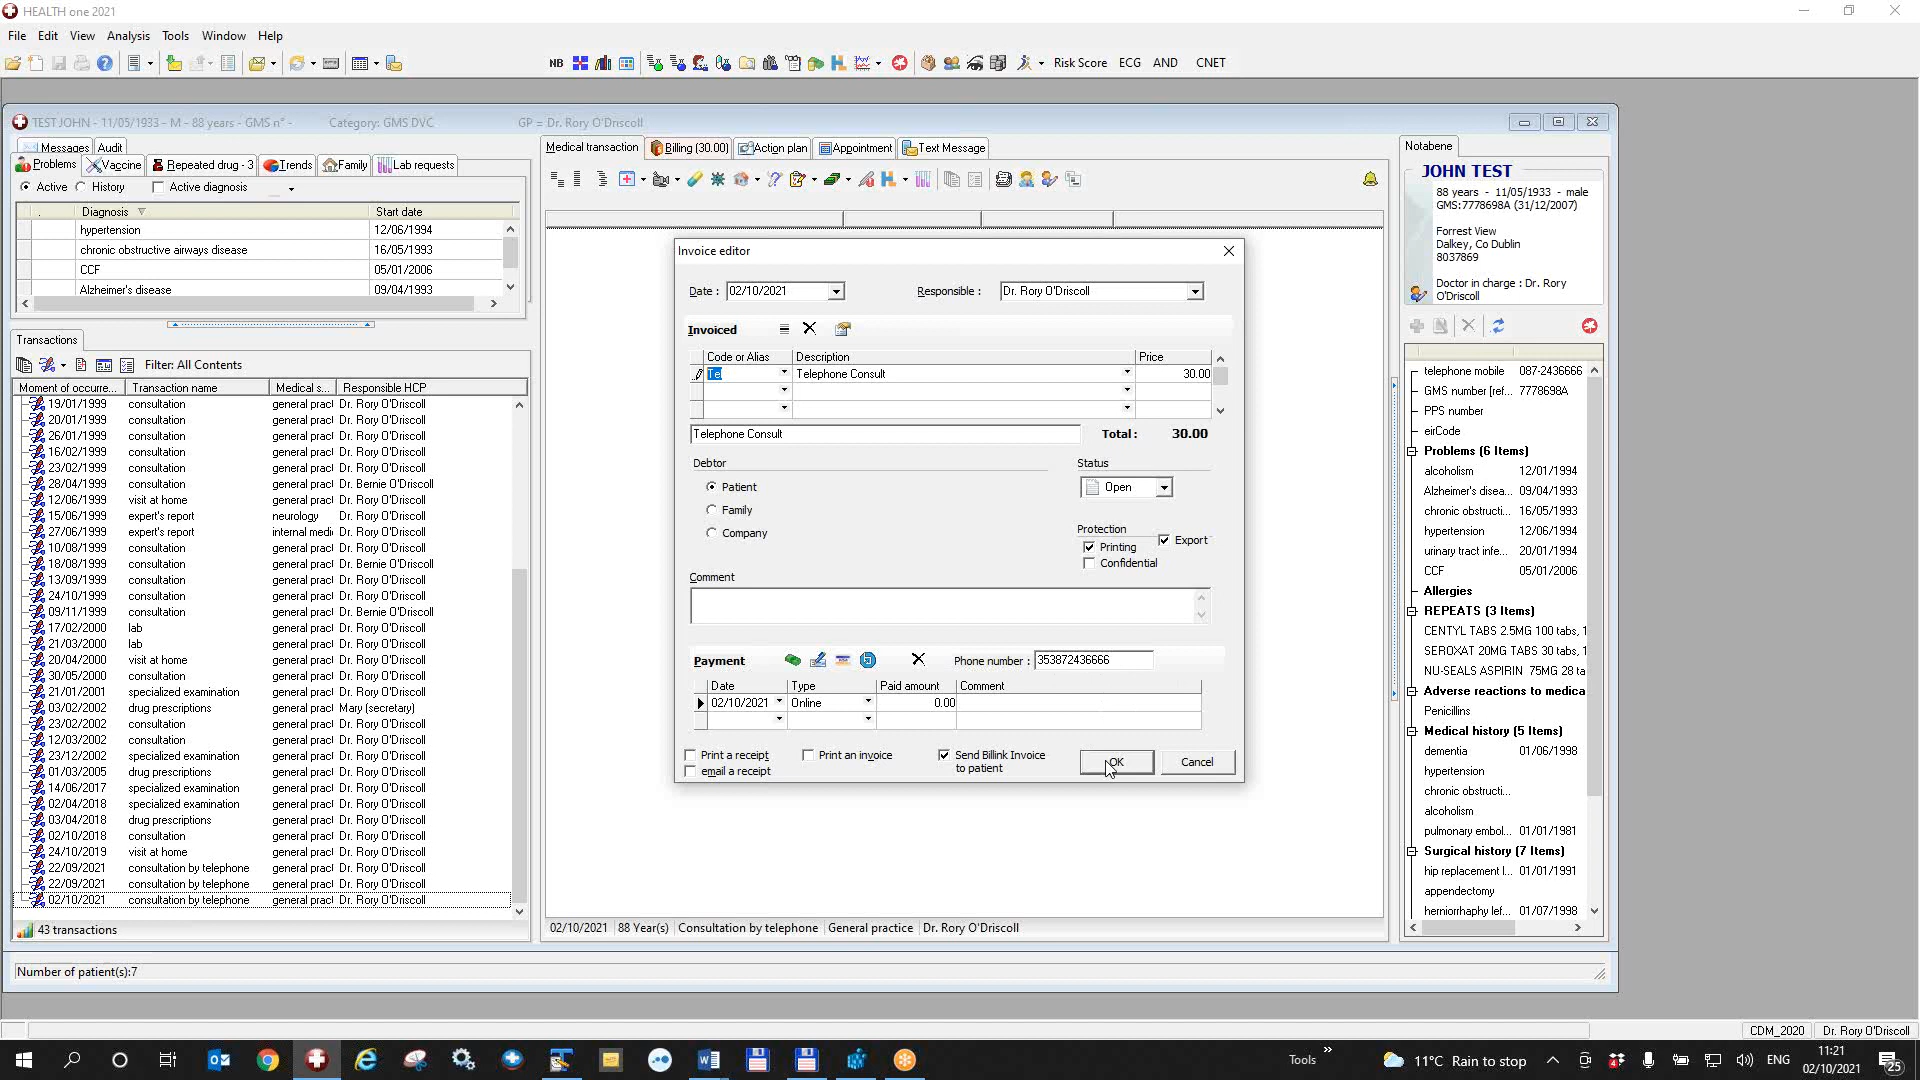 HEALTH one 2021
File Edit View Analysis Tools Window Help
NB Risk Score ECG AND CNET
TEST JOHN - 11/05/1933 - M - 88 years - GMS n° - Category: GMS DVC GP = Dr. Rory O'Driscoll
Messages Audit
Problems Vaccine Repeated drug - 3 Trends Family Lab requests
Active History Active diagnosis
. Diagnosis Start date
hypertension 12/06/1994
chronic obstructive airways disease 16/05/1993
CCF 05/01/2006
Alzheimer's disease 09/04/1993
Transactions
Filter: All Contents
Moment of occurre... Transaction name Medical s... Responsible HCP
19/01/1999 consultation general pract Dr. Rory O'Driscoll
20/01/1999 consultation general pract Dr. Rory O'Driscoll
26/01/1999 consultation general pract Dr. Rory O'Driscoll
16/02/1999 consultation general pract Dr. Rory O'Driscoll
23/02/1999 consultation general pract Dr. Rory O'Driscoll
28/04/1999 consultation general pract Dr. Bernie O'Driscoll
12/06/1999 visit at home general pract Dr. Rory O'Driscoll
15/06/1999 expert's report neurology Dr. Rory O'Driscoll
27/06/1999 expert's report internal medi Dr. Rory O'Driscoll
10/08/1999 consultation general pract Dr. Rory O'Driscoll
18/08/1999 consultation general pract Dr. Bernie O'Driscoll
13/09/1999 consultation general pract Dr. Rory O'Driscoll
24/10/1999 consultation general pract Dr. Rory O'Driscoll
09/11/1999 consultation general pract Dr. Bernie O'Driscoll
17/02/2000 lab general pract Dr. Rory O'Driscoll
21/03/2000 lab general pract Dr. Rory O'Driscoll
20/04/2000 visit at home general pract Dr. Rory O'Driscoll
30/05/2000 consultation general pract Dr. Rory O'Driscoll
21/01/2001 specialized examination general pract Dr. Rory O'Driscoll
03/02/2002 drug prescriptions general pract Mary (secretary)
23/02/2002 consultation general pract Dr. Rory O'Driscoll
12/03/2002 consultation general pract Dr. Rory O'Driscoll
23/12/2002 specialized examination general pract Dr. Rory O'Driscoll
01/03/2005 drug prescriptions general pract Dr. Rory O'Driscoll
14/06/2017 specialized examination general pract Dr. Rory O'Driscoll
02/04/2018 specialized examination general pract Dr. Rory O'Driscoll
03/04/2018 drug prescriptions general pract Dr. Rory O'Driscoll
02/10/2018 consultation general pract Dr. Rory O'Driscoll
24/10/2019 visit at home general pract Dr. Rory O'Driscoll
22/09/2021 consultation by telephone general pract Dr. Rory O'Driscoll
22/09/2021 consultation by telephone general pract Dr. Rory O'Driscoll
02/10/2021 consultation by telephone general pract Dr. Rory O'Driscoll
43 transactions
Number of patient(s):7
Medical transaction Billing (30.00) Action plan Appointment Text Message
Invoice editor
Date : 02/10/2021 Responsible : Dr. Rory O'Driscoll
Invoiced
Code or Alias Description Price
Tel Telephone Consult 30.00
Telephone Consult Total : 30.00
Debtor Status
Patient Open
Family
Company
Protection
Printing Export
Confidential
Comment
Payment Phone number : 353872436666
Date Type Paid amount Comment
02/10/2021 Online 0.00
Print a receipt Print an invoice Send Billink Invoice to patient
email a receipt
OK Cancel
02/10/2021 88 Year(s) Consultation by telephone General practice Dr. Rory O'Driscoll
Notabene
JOHN TEST
88 years - 11/05/1933 - male
GMS:7778698A (31/12/2007)
Forrest View
Dalkey, Co Dublin
8037869
Doctor in charge : Dr. Rory
O'Driscoll
telephone mobile 087-2436666
GMS number [ref... 7778698A
PPS number
eirCode
Problems (6 Items)
alcoholism 12/01/1994
Alzheimer's disea... 09/04/1993
chronic obstructi... 16/05/1993
hypertension 12/06/1994
urinary tract infe... 20/01/1994
CCF 05/01/2006
Allergies
REPEATS (3 Items)
CENTYL TABS 2.5MG 100 tabs, 1
SEROXAT 20MG TABS 30 tabs, 1
NU-SEALS ASPIRIN 75MG 28 ta
Adverse reactions to medica
Penicillins
Medical history (5 Items)
dementia 01/06/1998
hypertension
chronic obstructi...
alcoholism
pulmonary embol... 01/01/1981
Surgical history (7 Items)
hip replacement l... 01/01/1991
appendectomy
herniorrhaphy lef... 01/07/1998
CDM_2020 Dr. Rory O'Driscoll
Tools 11°C Rain to stop ENG 11:21
02/10/2021 25